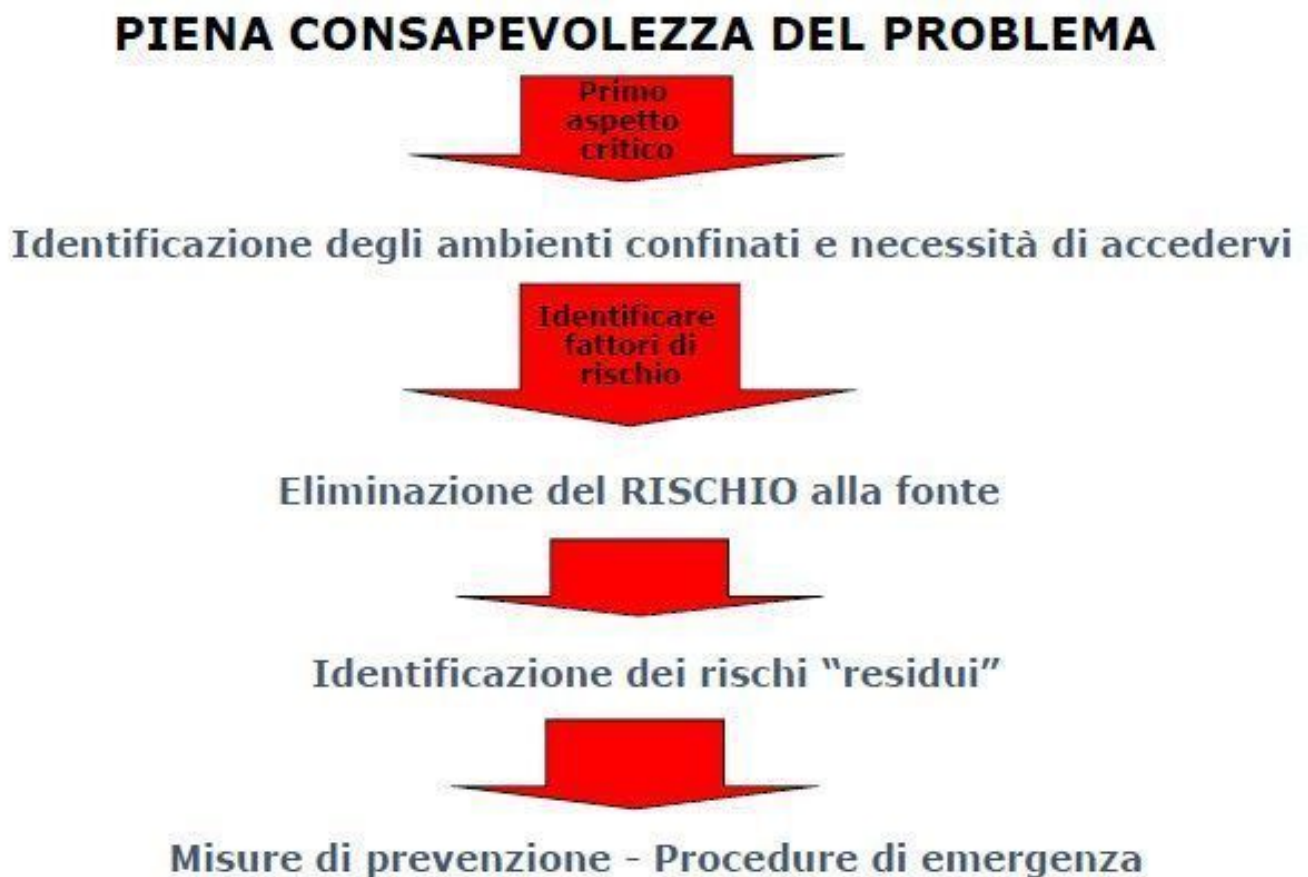 PIENA CONSAPEVOLEZZA DEL PROBLEMA
Primo
aspetto
critico
Identificazione degli ambienti confinati e necessità di accedervi
Identificare
fattori di
rischio
Eliminazione del RISCHIO alla fonte
Identificazione dei rischi “residui”
Misure di prevenzione - Procedure di emergenza